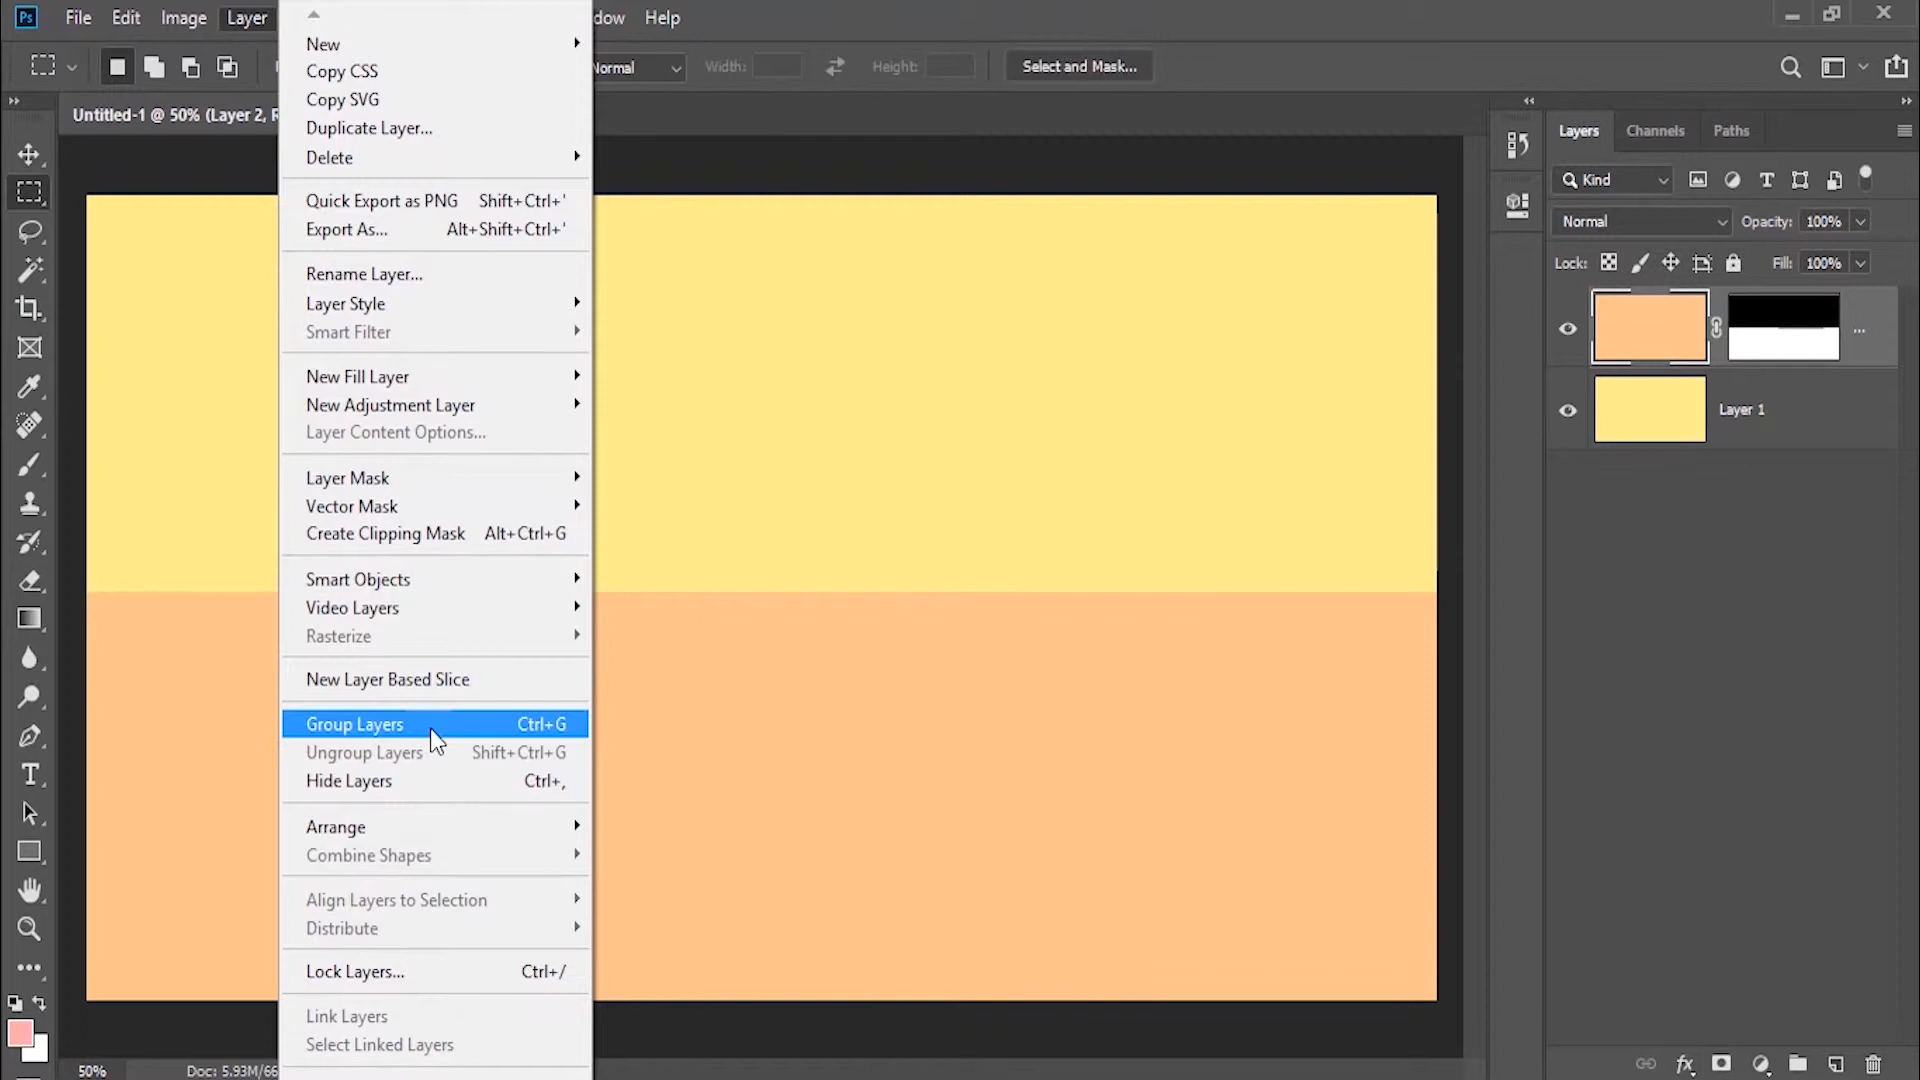 Ps File Edit Image Layer dow Help
Normal Width: Height: Select and Mask...
Untitled-1 @ 50% (Layer 2, R
New
Copy CSS
Copy SVG
Duplicate Layer...
Delete
Quick Export as PNG Shift+Ctrl+'
Export As... Alt+Shift+Ctrl+'
Rename Layer...
Layer Style
Smart Filter
New Fill Layer
New Adjustment Layer
Layer Content Options...
Layer Mask
Vector Mask
Create Clipping Mask Alt+Ctrl+G
Smart Objects
Video Layers
Rasterize
New Layer Based Slice
Group Layers Ctrl+G
Ungroup Layers Shift+Ctrl+G
Hide Layers Ctrl+,
Arrange
Combine Shapes
Align Layers to Selection
Distribute
Lock Layers... Ctrl+/
Link Layers
Select Linked Layers
Layers Channels Paths
Kind
Normal Opacity: 100%
Lock: Fill: 100%
...
Layer 1
50% Doc: 5.93M/66